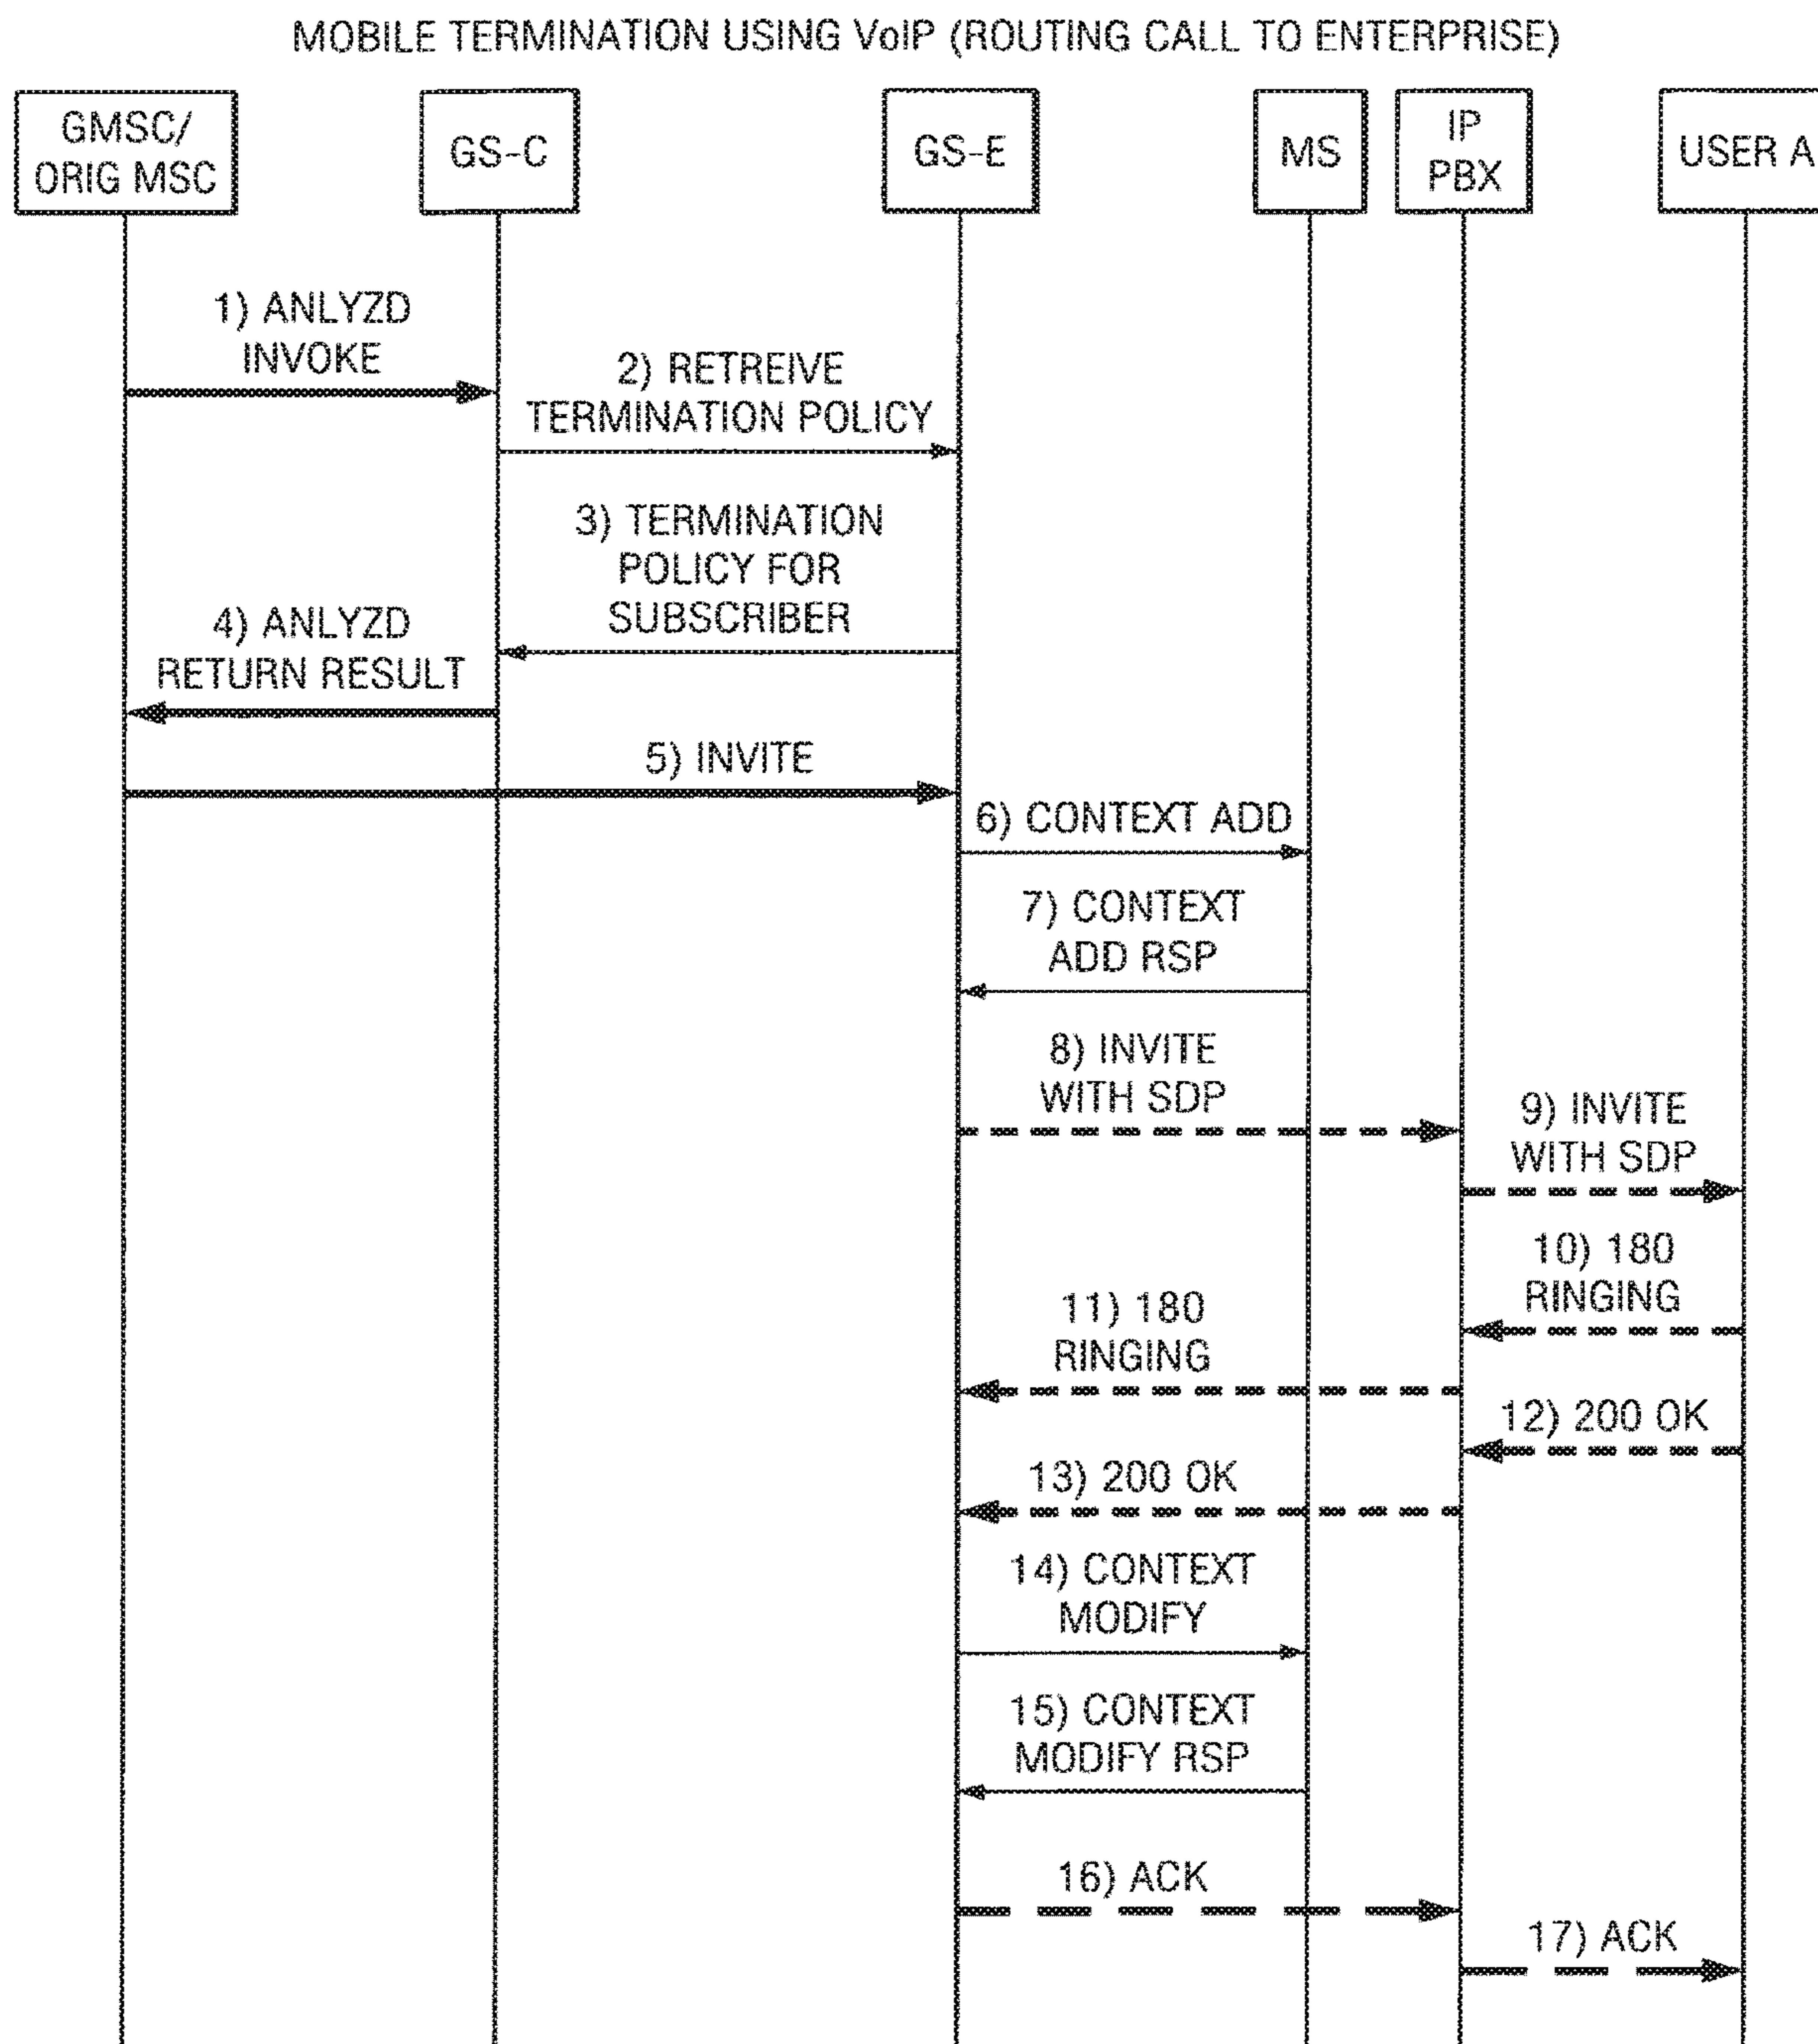 MOBILE TERMINATION USING VoIP (ROUTING CALL TO ENTERPRISE)
GMSC/
ORIG MSC
GS-C
GS-E
MS
IP
PBX
USER A
1) ANLYZD
INVOKE
2) RETREIVE
TERMINATION POLICY
3) TERMINATION
POLICY FOR
SUBSCRIBER
4) ANLYZD
RETURN RESULT
5) INVITE
6) CONTEXT ADD
7) CONTEXT
ADD RSP
8) INVITE
WITH SDP
9) INVITE
WITH SDP
10) 180
RINGING
11) 180
RINGING
12) 200 OK
13) 200 OK
14) CONTEXT
MODIFY
15) CONTEXT
MODIFY RSP
16) ACK
17) ACK